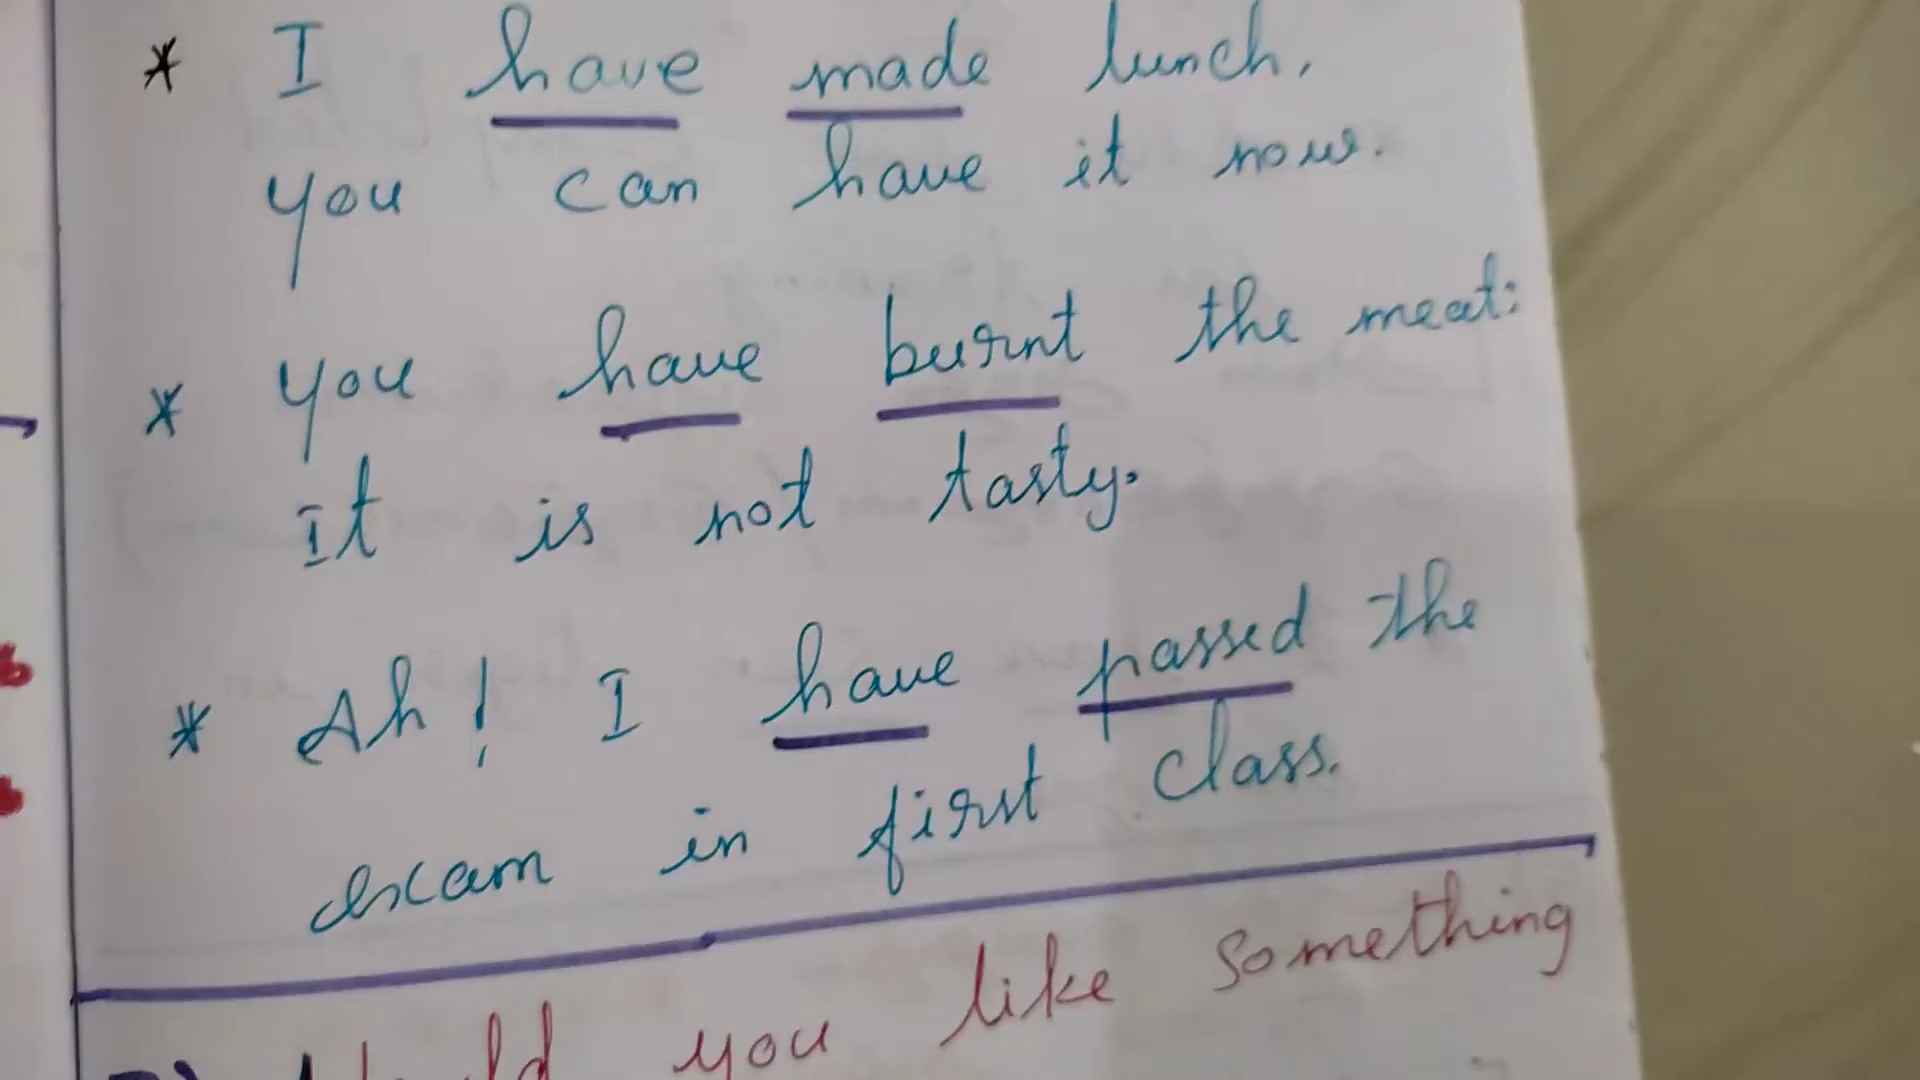 * I have made lunch.
you can have it now.
* you have burnt the meat:
It is not tasty.
* Ah! I have passed the
exam in first class.
you like something